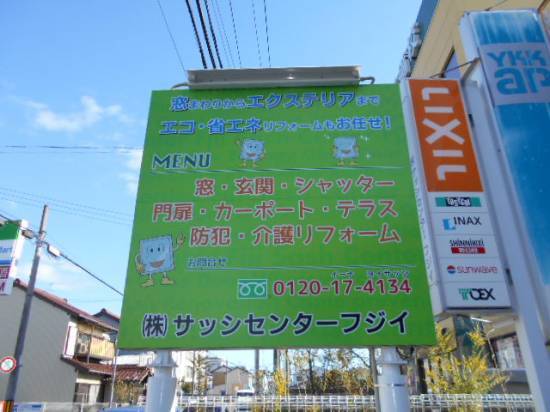 窓まわりからエクステリアまで
エコ・省エネリフォームもお任せ!
MENU
窓・玄関・シャッター
門扉・カーポート・テラス
防犯・介護リフォーム
お問合せ
イーナ ヨイサッシ
0120-17-4134
(株)サッシセンターフジイ
LIXIL
TOSTEM
INAX
SHINNIKKEI
sunwave
TOEX
YKK
ap
Mart